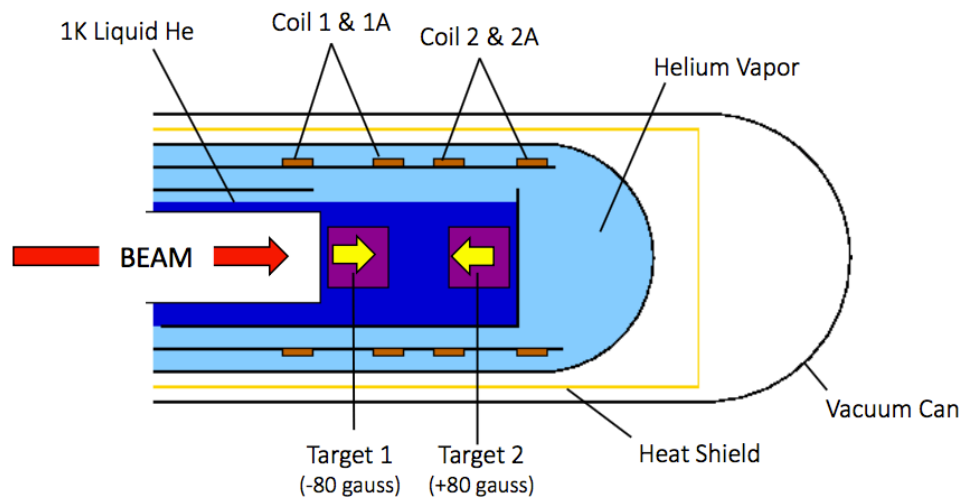 1K Liquid He
Coil 1 & 1A
Coil 2 & 2A
Helium Vapor
BEAM
Vacuum Can
Heat Shield
Target 1
(-80 gauss)
Target 2
(+80 gauss)